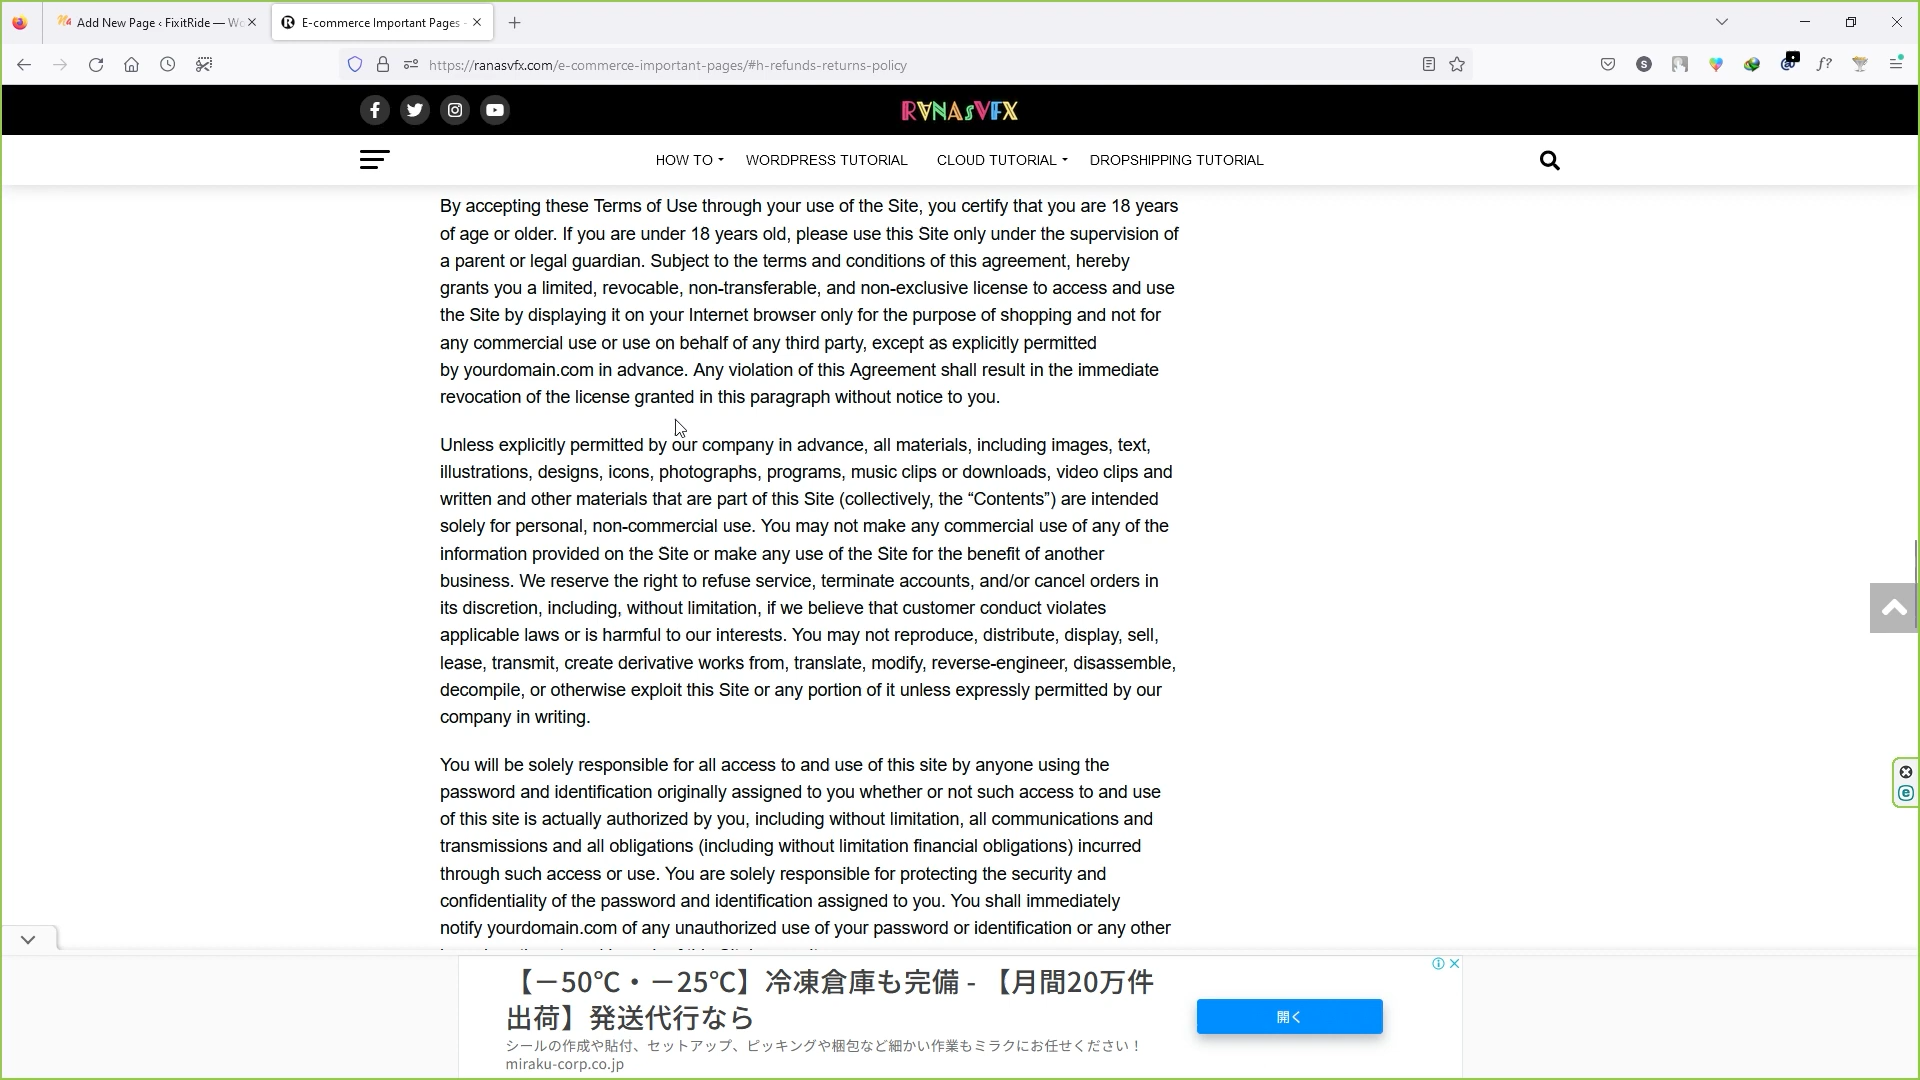 Add New Page ‹ FixitRide — Wo
E-commerce Important Pages -
https://ranasvfx.com/e-commerce-important-pages/#h-refunds-returns-policy
S
f?
RANAsVFX
HOW TO
WORDPRESS TUTORIAL
CLOUD TUTORIAL
DROPSHIPPING TUTORIAL
By accepting these Terms of Use through your use of the Site, you certify that you are 18 years
of age or older. If you are under 18 years old, please use this Site only under the supervision of
a parent or legal guardian. Subject to the terms and conditions of this agreement, hereby
grants you a limited, revocable, non-transferable, and non-exclusive license to access and use
the Site by displaying it on your Internet browser only for the purpose of shopping and not for
any commercial use or use on behalf of any third party, except as explicitly permitted
by yourdomain.com in advance. Any violation of this Agreement shall result in the immediate
revocation of the license granted in this paragraph without notice to you.
Unless explicitly permitted by our company in advance, all materials, including images, text,
illustrations, designs, icons, photographs, programs, music clips or downloads, video clips and
written and other materials that are part of this Site (collectively, the “Contents”) are intended
solely for personal, non-commercial use. You may not make any commercial use of any of the
information provided on the Site or make any use of the Site for the benefit of another
business. We reserve the right to refuse service, terminate accounts, and/or cancel orders in
its discretion, including, without limitation, if we believe that customer conduct violates
applicable laws or is harmful to our interests. You may not reproduce, distribute, display, sell,
lease, transmit, create derivative works from, translate, modify, reverse-engineer, disassemble,
decompile, or otherwise exploit this Site or any portion of it unless expressly permitted by our
company in writing.
You will be solely responsible for all access to and use of this site by anyone using the
password and identification originally assigned to you whether or not such access to and use
of this site is actually authorized by you, including without limitation, all communications and
transmissions and all obligations (including without limitation financial obligations) incurred
through such access or use. You are solely responsible for protecting the security and
confidentiality of the password and identification assigned to you. You shall immediately
notify yourdomain.com of any unauthorized use of your password or identification or any other
【－50℃・－25℃】冷凍倉庫も完備 - 【月間20万件
出荷】発送代行なら
シールの作成や貼付、セットアップ、ピッキングや梱包など細かい作業もミラクにお任せください！
miraku-corp.co.jp
開く